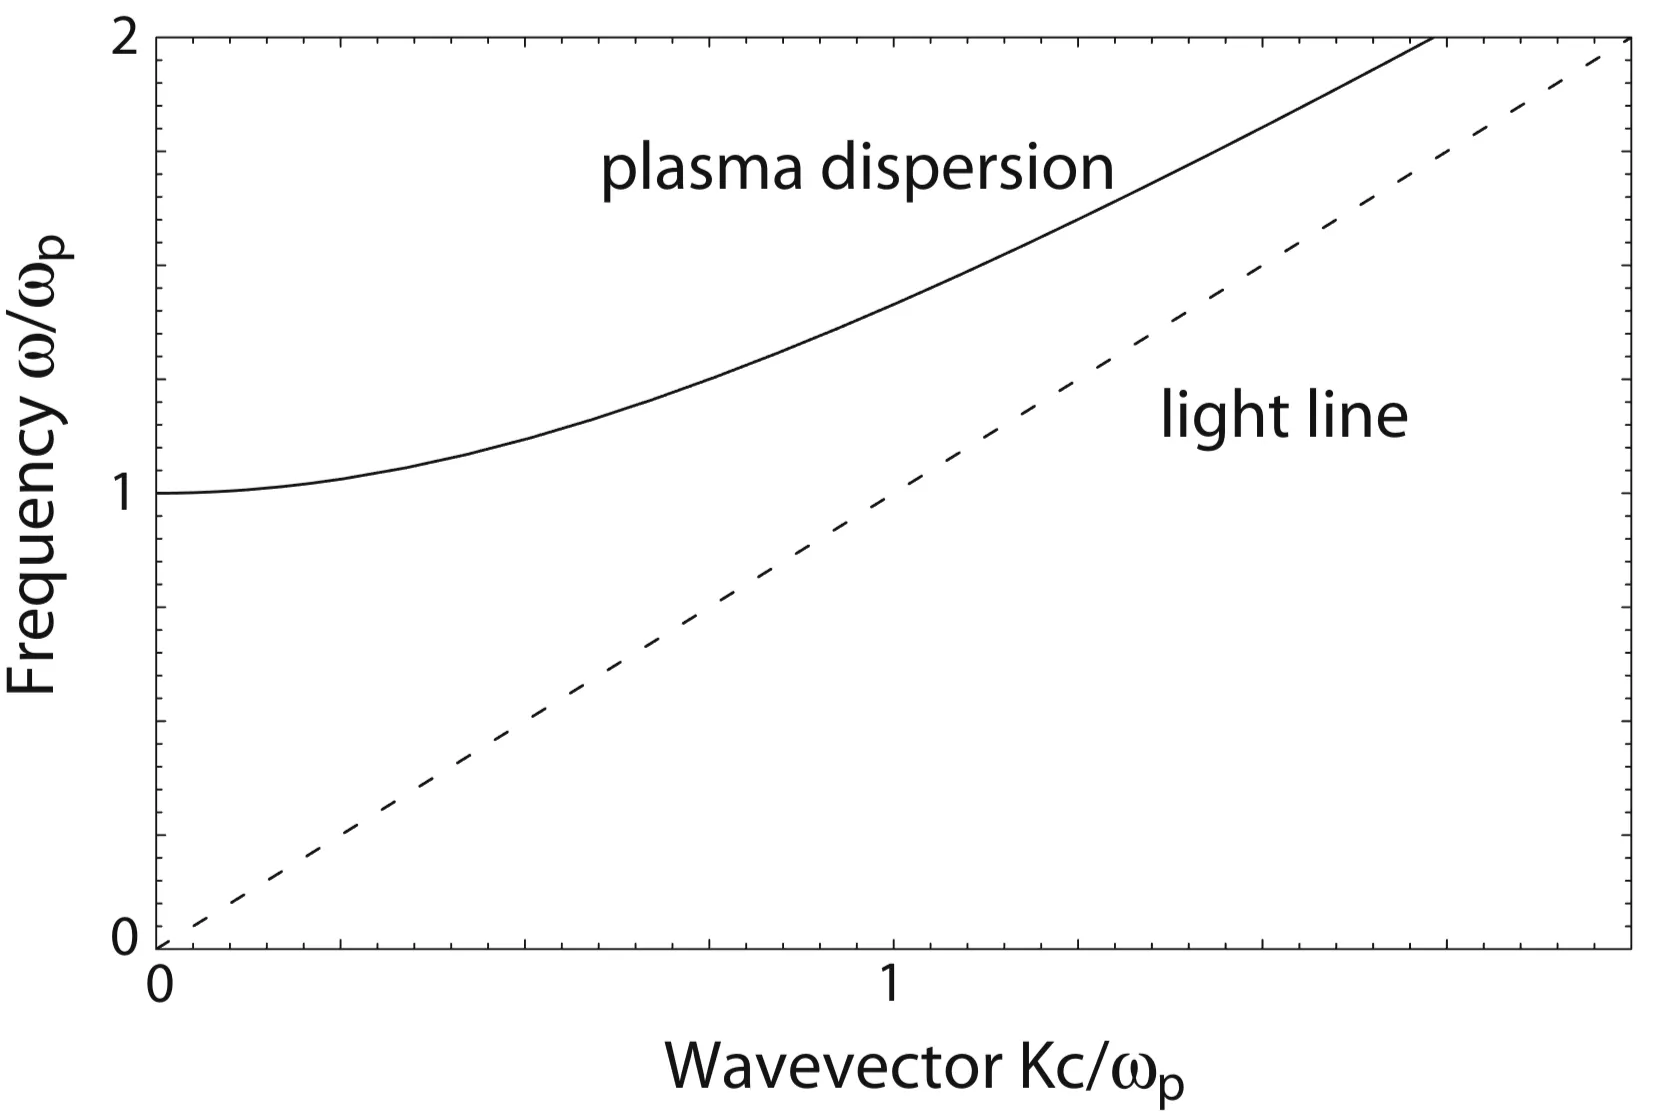 2
plasma dispersion
Frequency ω/ωp
light line
1
0
0
1
Wavevector Kc/ωp